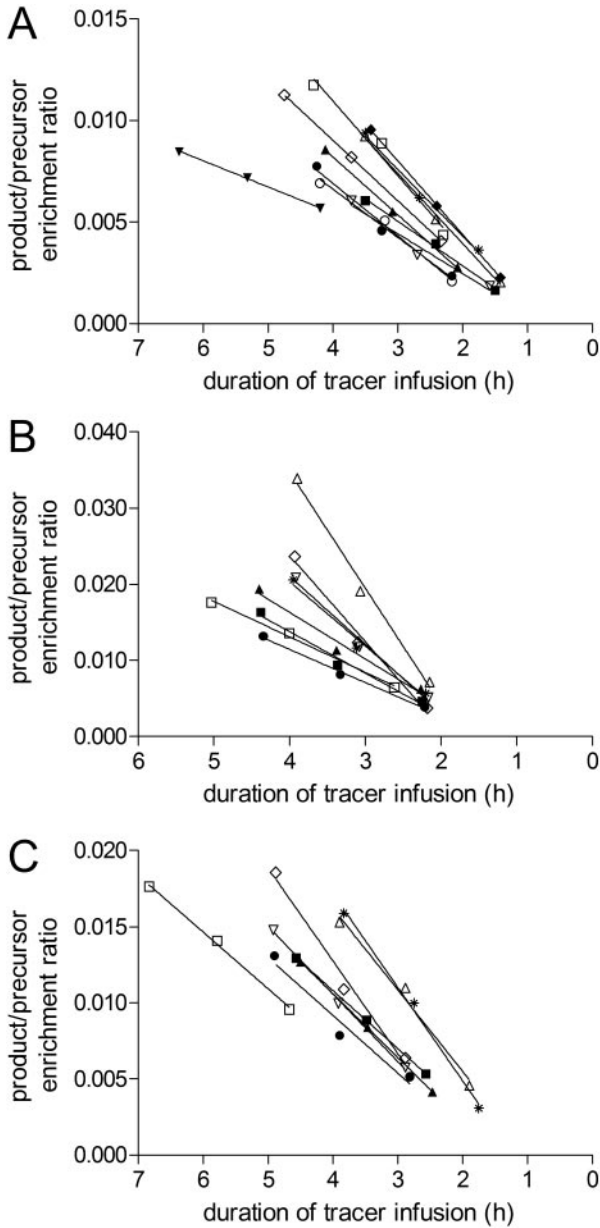 A
product/precursor
enrichment ratio
0.015
0.010
0.005
0.000
7 6 5 4 3 2 1 0
duration of tracer infusion (h)
B
product/precursor
enrichment ratio
0.040
0.030
0.020
0.010
0.000
6 5 4 3 2 1 0
duration of tracer infusion (h)
C
product/precursor
enrichment ratio
0.020
0.015
0.010
0.005
0.000
7 6 5 4 3 2 1 0
duration of tracer infusion (h)